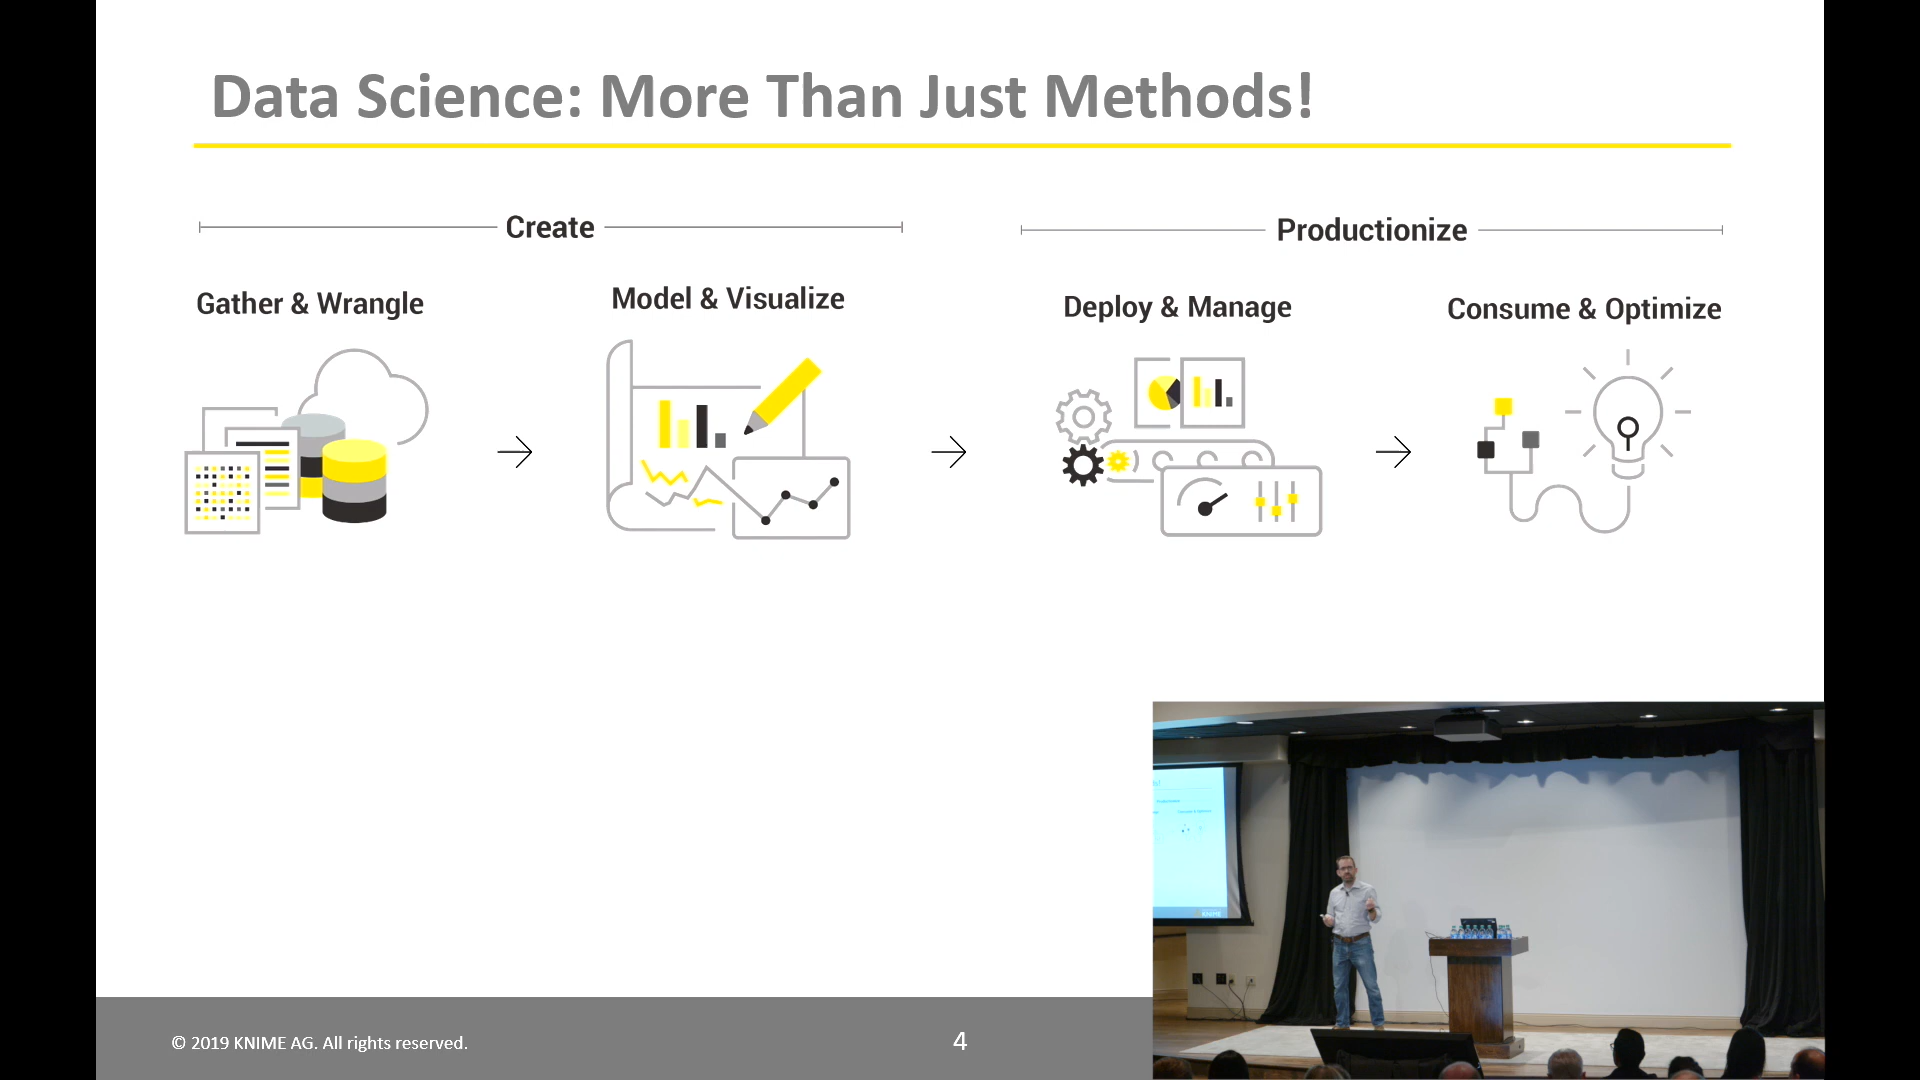 Data Science: More Than Just Methods!
Create
Productionize
Gather & Wrangle
Model & Visualize
Deploy & Manage
Consume & Optimize
© 2019 KNIME AG. All rights reserved.
4
KNIME